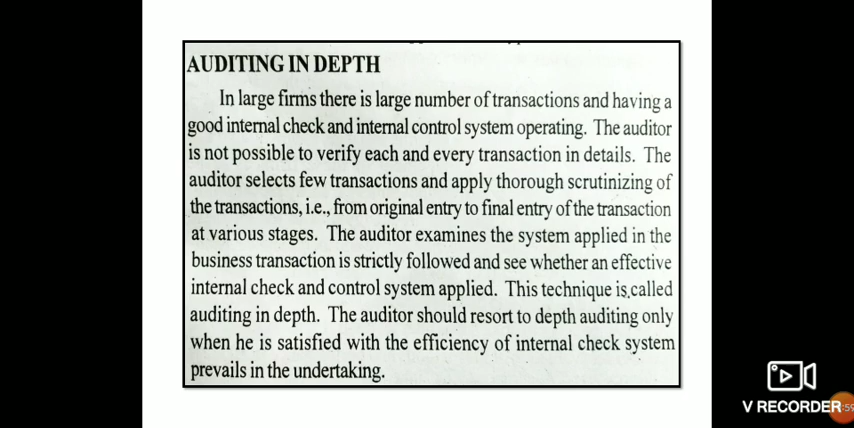 AUDITING IN DEPTH
In large firms there is large number of transactions and having a
good internal check and internal control system operating. The auditor
is not possible to verify each and every transaction in details. The
auditor selects few transactions and apply thorough scrutinizing of
the transactions, i.e., from original entry to final entry of the transaction
at various stages. The auditor examines the system applied in the
business transaction is strictly followed and see whether an effective
internal check and control system applied. This technique is called
auditing in depth. The auditor should resort to depth auditing only
when he is satisfied with the efficiency of internal check system
prevails in the undertaking.
V RECORDER
:59